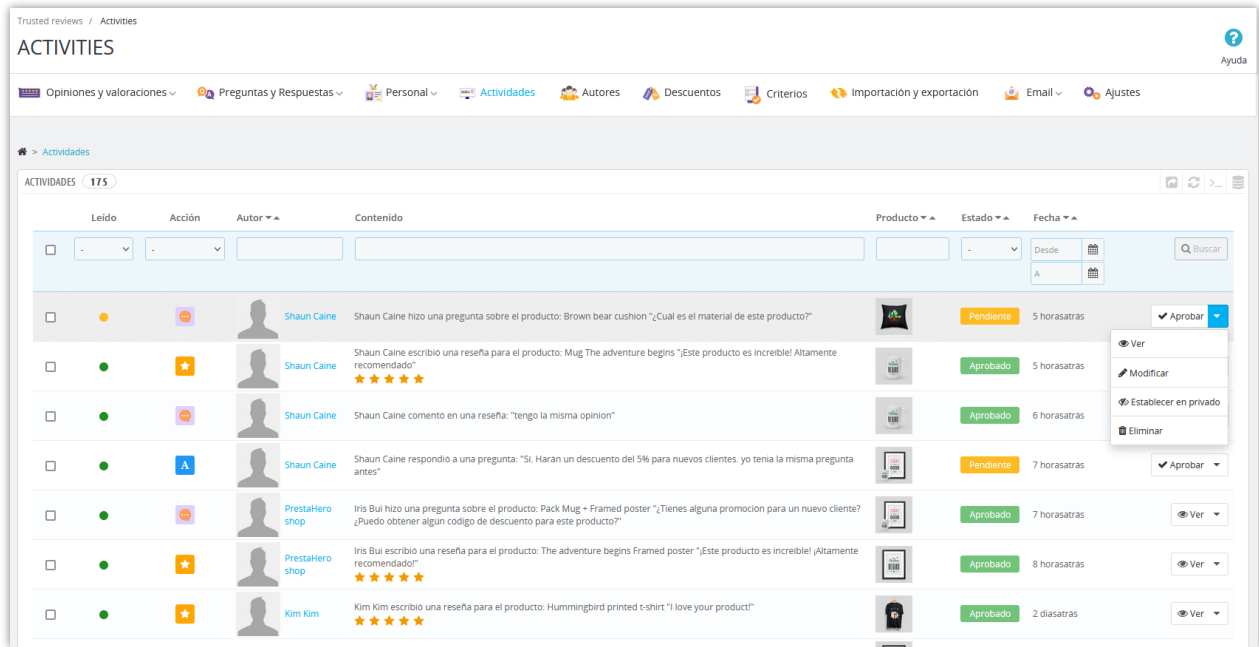 Trusted reviews / Activities
ACTIVITIES
Ayuda
Opiniones y valoraciones
Preguntas y Respuestas
Personal
Actividades
Autores
Descuentos
Criterios
Importación y exportación
Email
Ajustes
> Actividades
ACTIVIDADES 175
Leído Acción Autor Contenido Producto Estado Fecha
- - - Desde Buscar
A
Shaun Caine Shaun Caine hizo una pregunta sobre el producto: Brown bear cushion "¿Cuál es el material de este producto?" Pendiente 5 horasatrás Aprobar
Ver
Modificar
Establecer en privado
Eliminar
Shaun Caine Shaun Caine escribió una reseña para el producto: Mug The adventure begins "¡Este producto es increíble! Altamente
recomendado" Aprobado 5 horasatrás
Shaun Caine Shaun Caine comentó en una reseña: "tengo la misma opinion" Aprobado 6 horasatrás
A Shaun Caine Shaun Caine respondió a una pregunta: "Sí. Harán un descuento del 5% para nuevos clientes. yo tenía la misma pregunta
antes" Pendiente 7 horasatrás Aprobar
PrestaHero
shop Iris Bui hizo una pregunta sobre el producto: Pack Mug + Framed poster "¿Tienes alguna promoción para un nuevo cliente?
¿Puedo obtener algún código de descuento para este producto?" Aprobado 7 horasatrás Ver
PrestaHero
shop Iris Bui escribió una reseña para el producto: The adventure begins Framed poster "¡Este producto es increíble! ¡Altamente
recomendado!" Aprobado 8 horasatrás Ver
Kim Kim Kim Kim escribió una reseña para el producto: Hummingbird printed t-shirt "I love your product!" Aprobado 2 díasatrás Ver